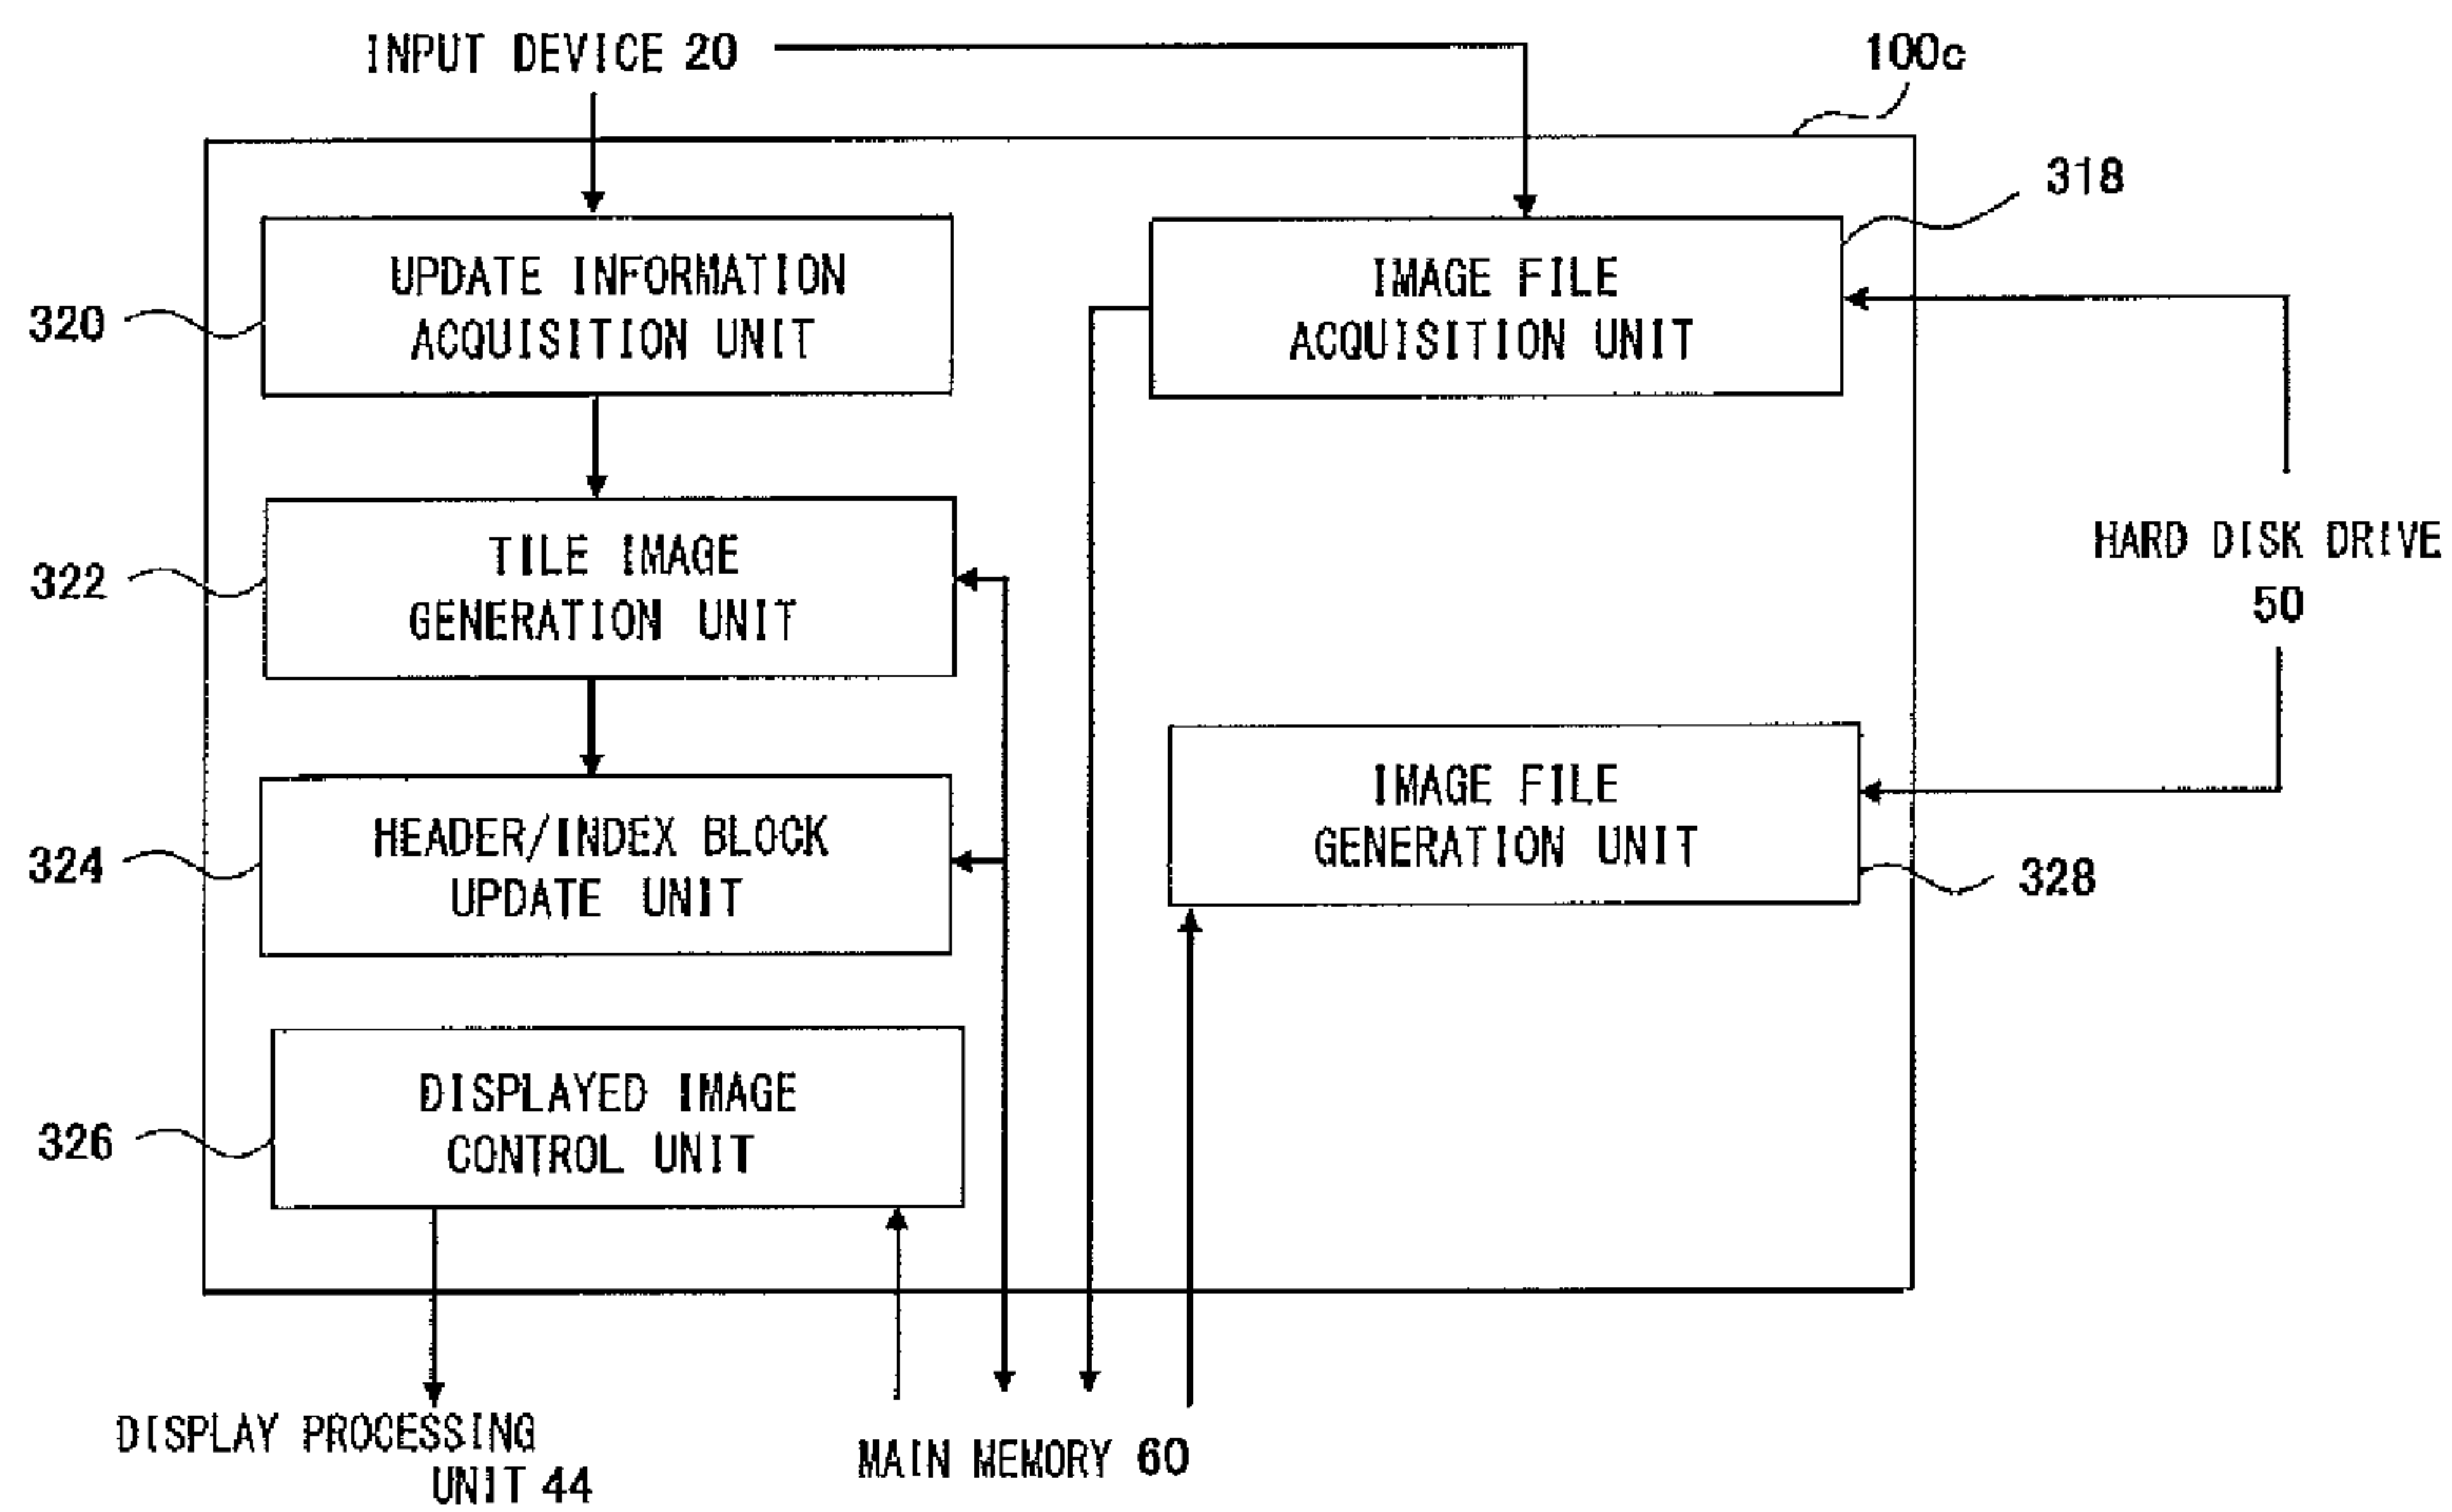 INPUT DEVICE 20
100c
318
UPDATE INFORMATION
ACQUISITION UNIT
320
IMAGE FILE
ACQUISITION UNIT
TILE IMAGE
GENERATION UNIT
322
HARD DISK DRIVE
50
HEADER/INDEX BLOCK
UPDATE UNIT
324
IMAGE FILE
GENERATION UNIT
328
DISPLAYED IMAGE
CONTROL UNIT
326
DISPLAY PROCESSING
UNIT 44
MAIN MEMORY 60